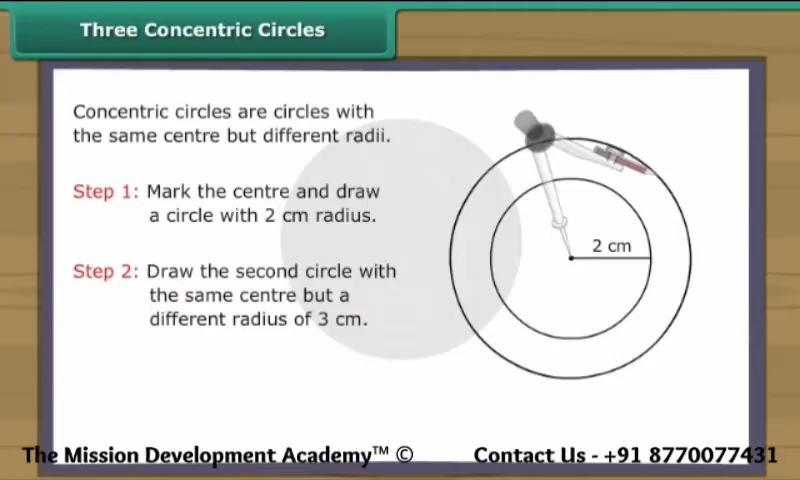 Three Concentric Circles
Concentric circles are circles with
the same centre but different radii.
Step 1: Mark the centre and draw
a circle with 2 cm radius.
Step 2: Draw the second circle with
the same centre but a
different radius of 3 cm.
2 cm
The Mission Development Academy™ ©
Contact Us - +91 8770077431